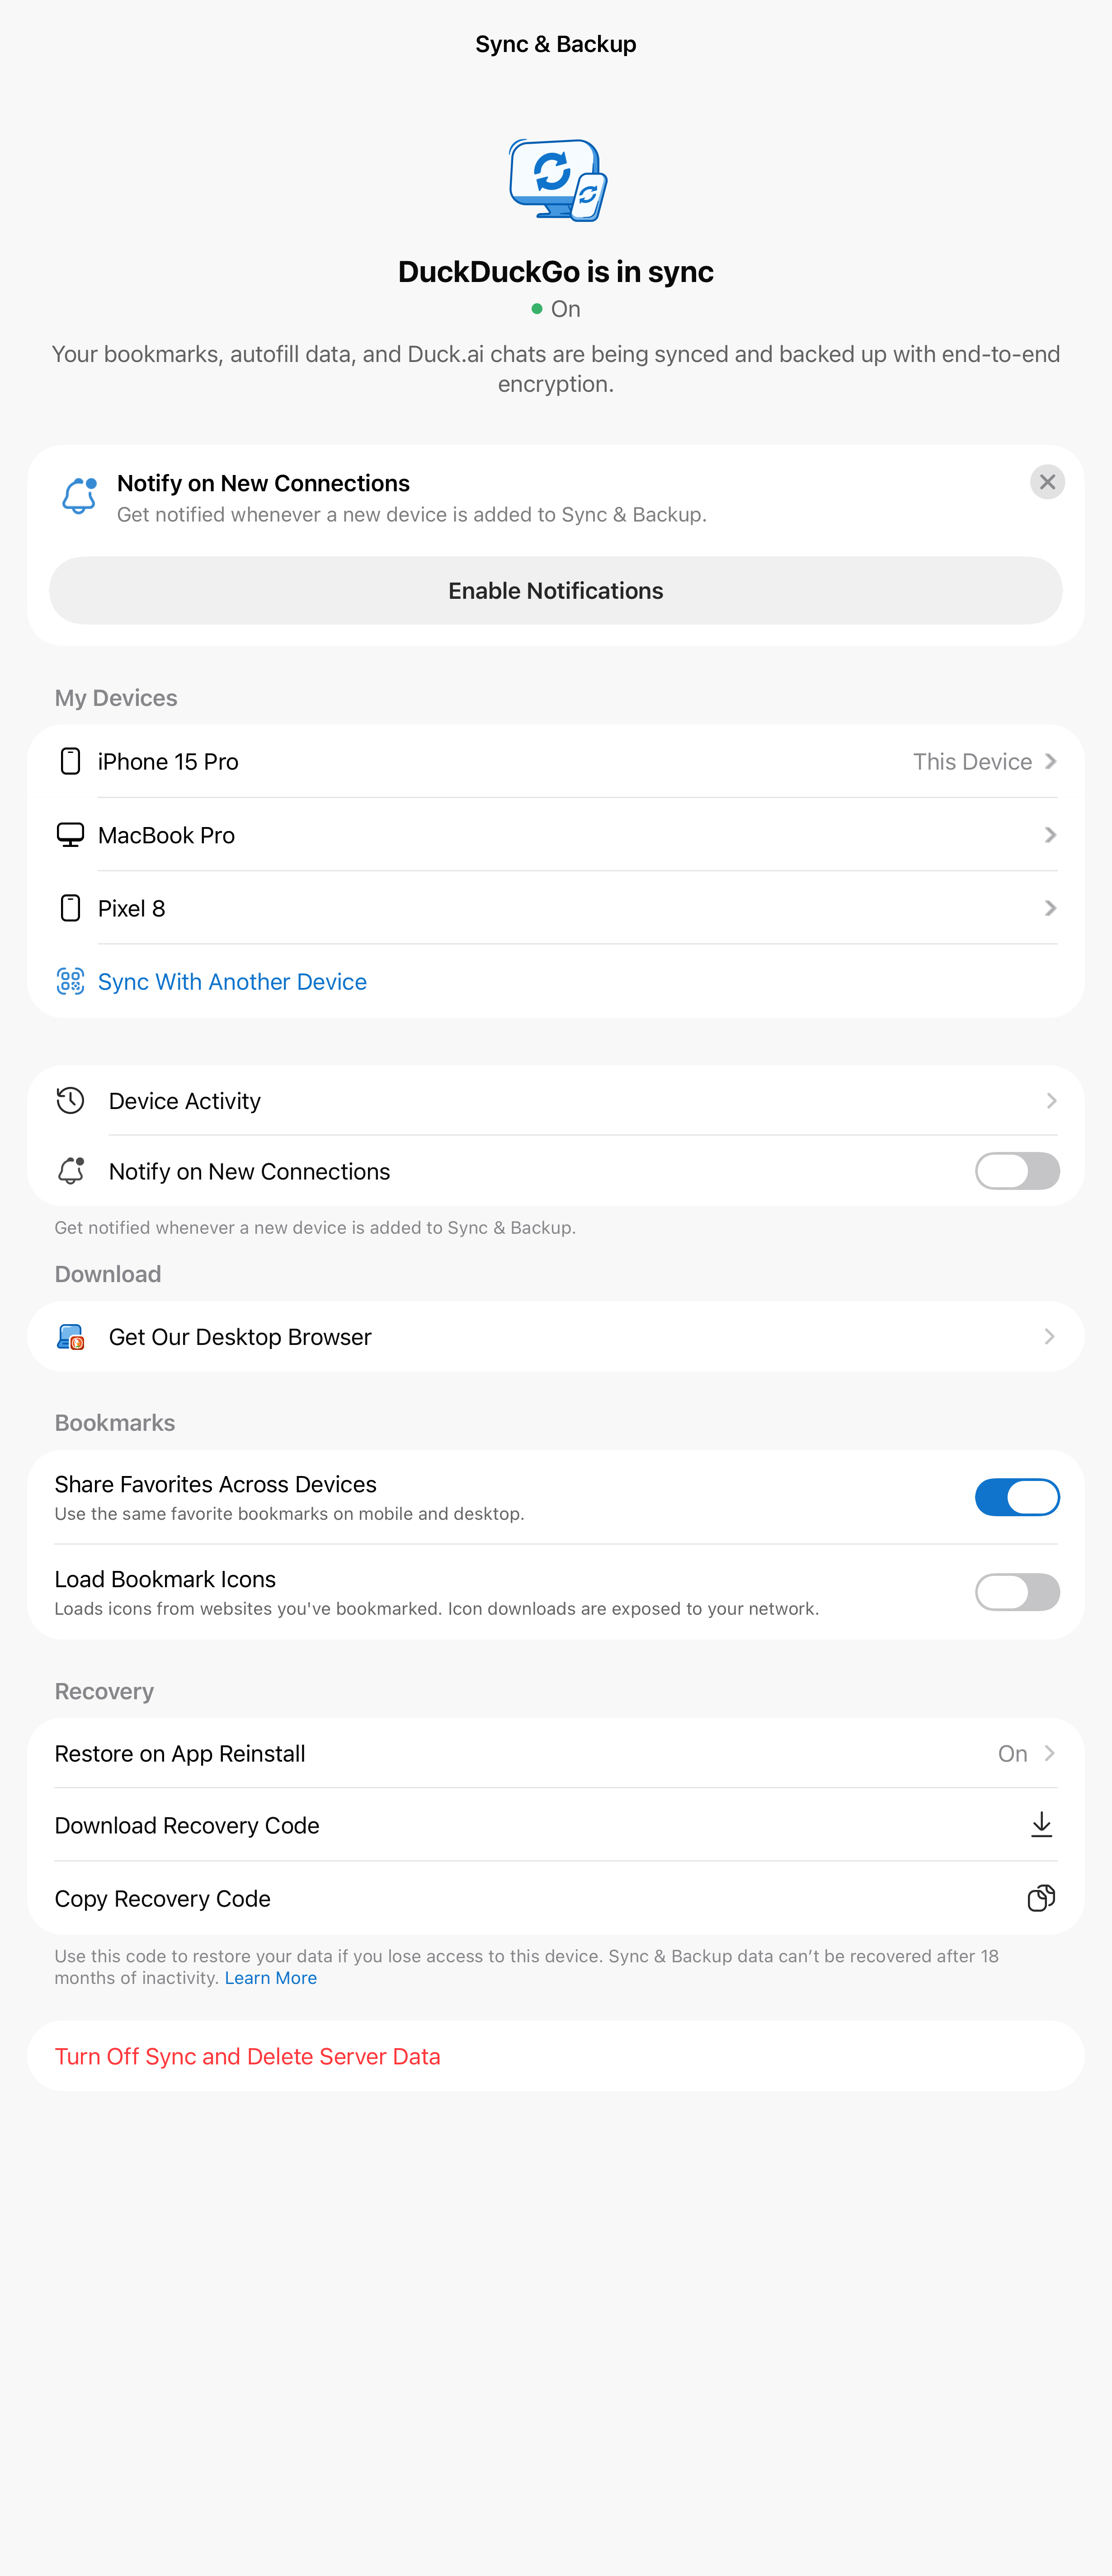 Sync & Backup
DuckDuckGo is in sync
On
Your bookmarks, autofill data, and Duck.ai chats are being synced and backed up with end-to-end
encryption.
Notify on New Connections
Get notified whenever a new device is added to Sync & Backup.
Enable Notifications
My Devices
iPhone 15 Pro This Device
MacBook Pro
Pixel 8
Sync With Another Device
Device Activity
Notify on New Connections
Get notified whenever a new device is added to Sync & Backup.
Download
Get Our Desktop Browser
Bookmarks
Share Favorites Across Devices
Use the same favorite bookmarks on mobile and desktop.
Load Bookmark Icons
Loads icons from websites you've bookmarked. Icon downloads are exposed to your network.
Recovery
Restore on App Reinstall On
Download Recovery Code
Copy Recovery Code
Use this code to restore your data if you lose access to this device. Sync & Backup data can’t be recovered after 18
months of inactivity. Learn More
Turn Off Sync and Delete Server Data